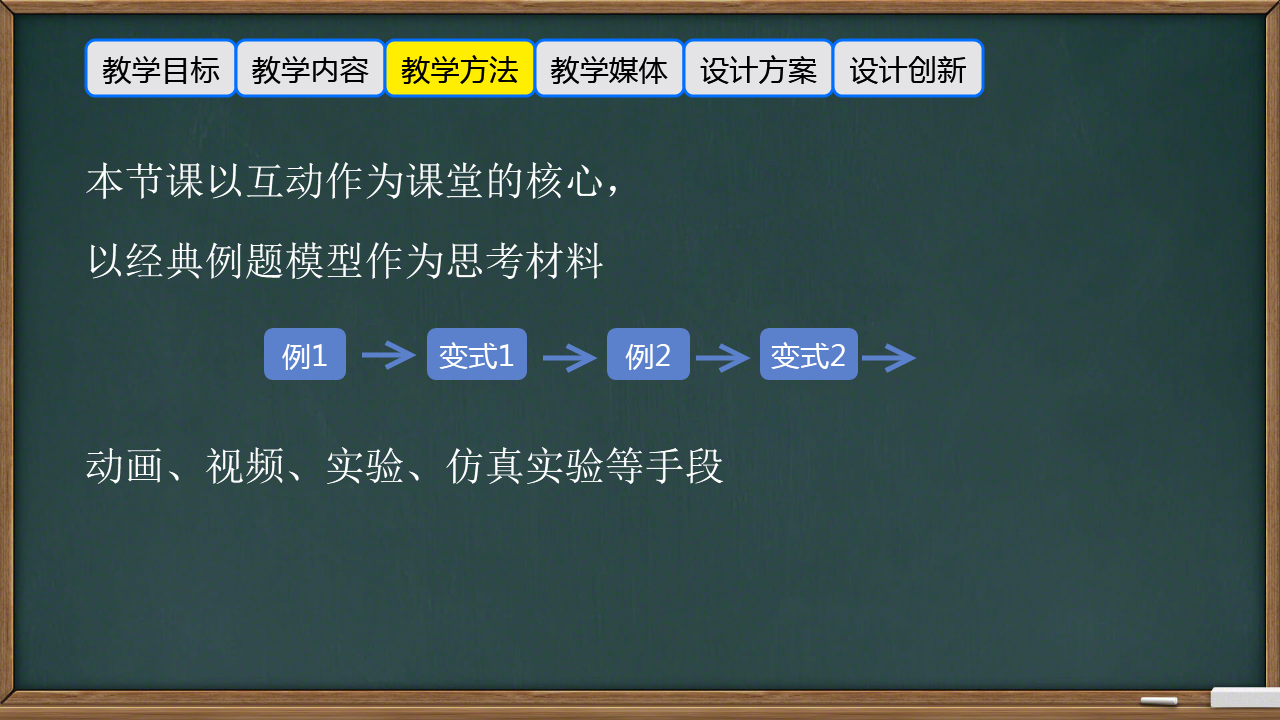 教学目标 教学内容 教学方法 教学媒体 设计方案 设计创新
本节课以互动作为课堂的核心，
以经典例题模型作为思考材料
例1 变式1 例2 变式2
动画、视频、实验、仿真实验等手段